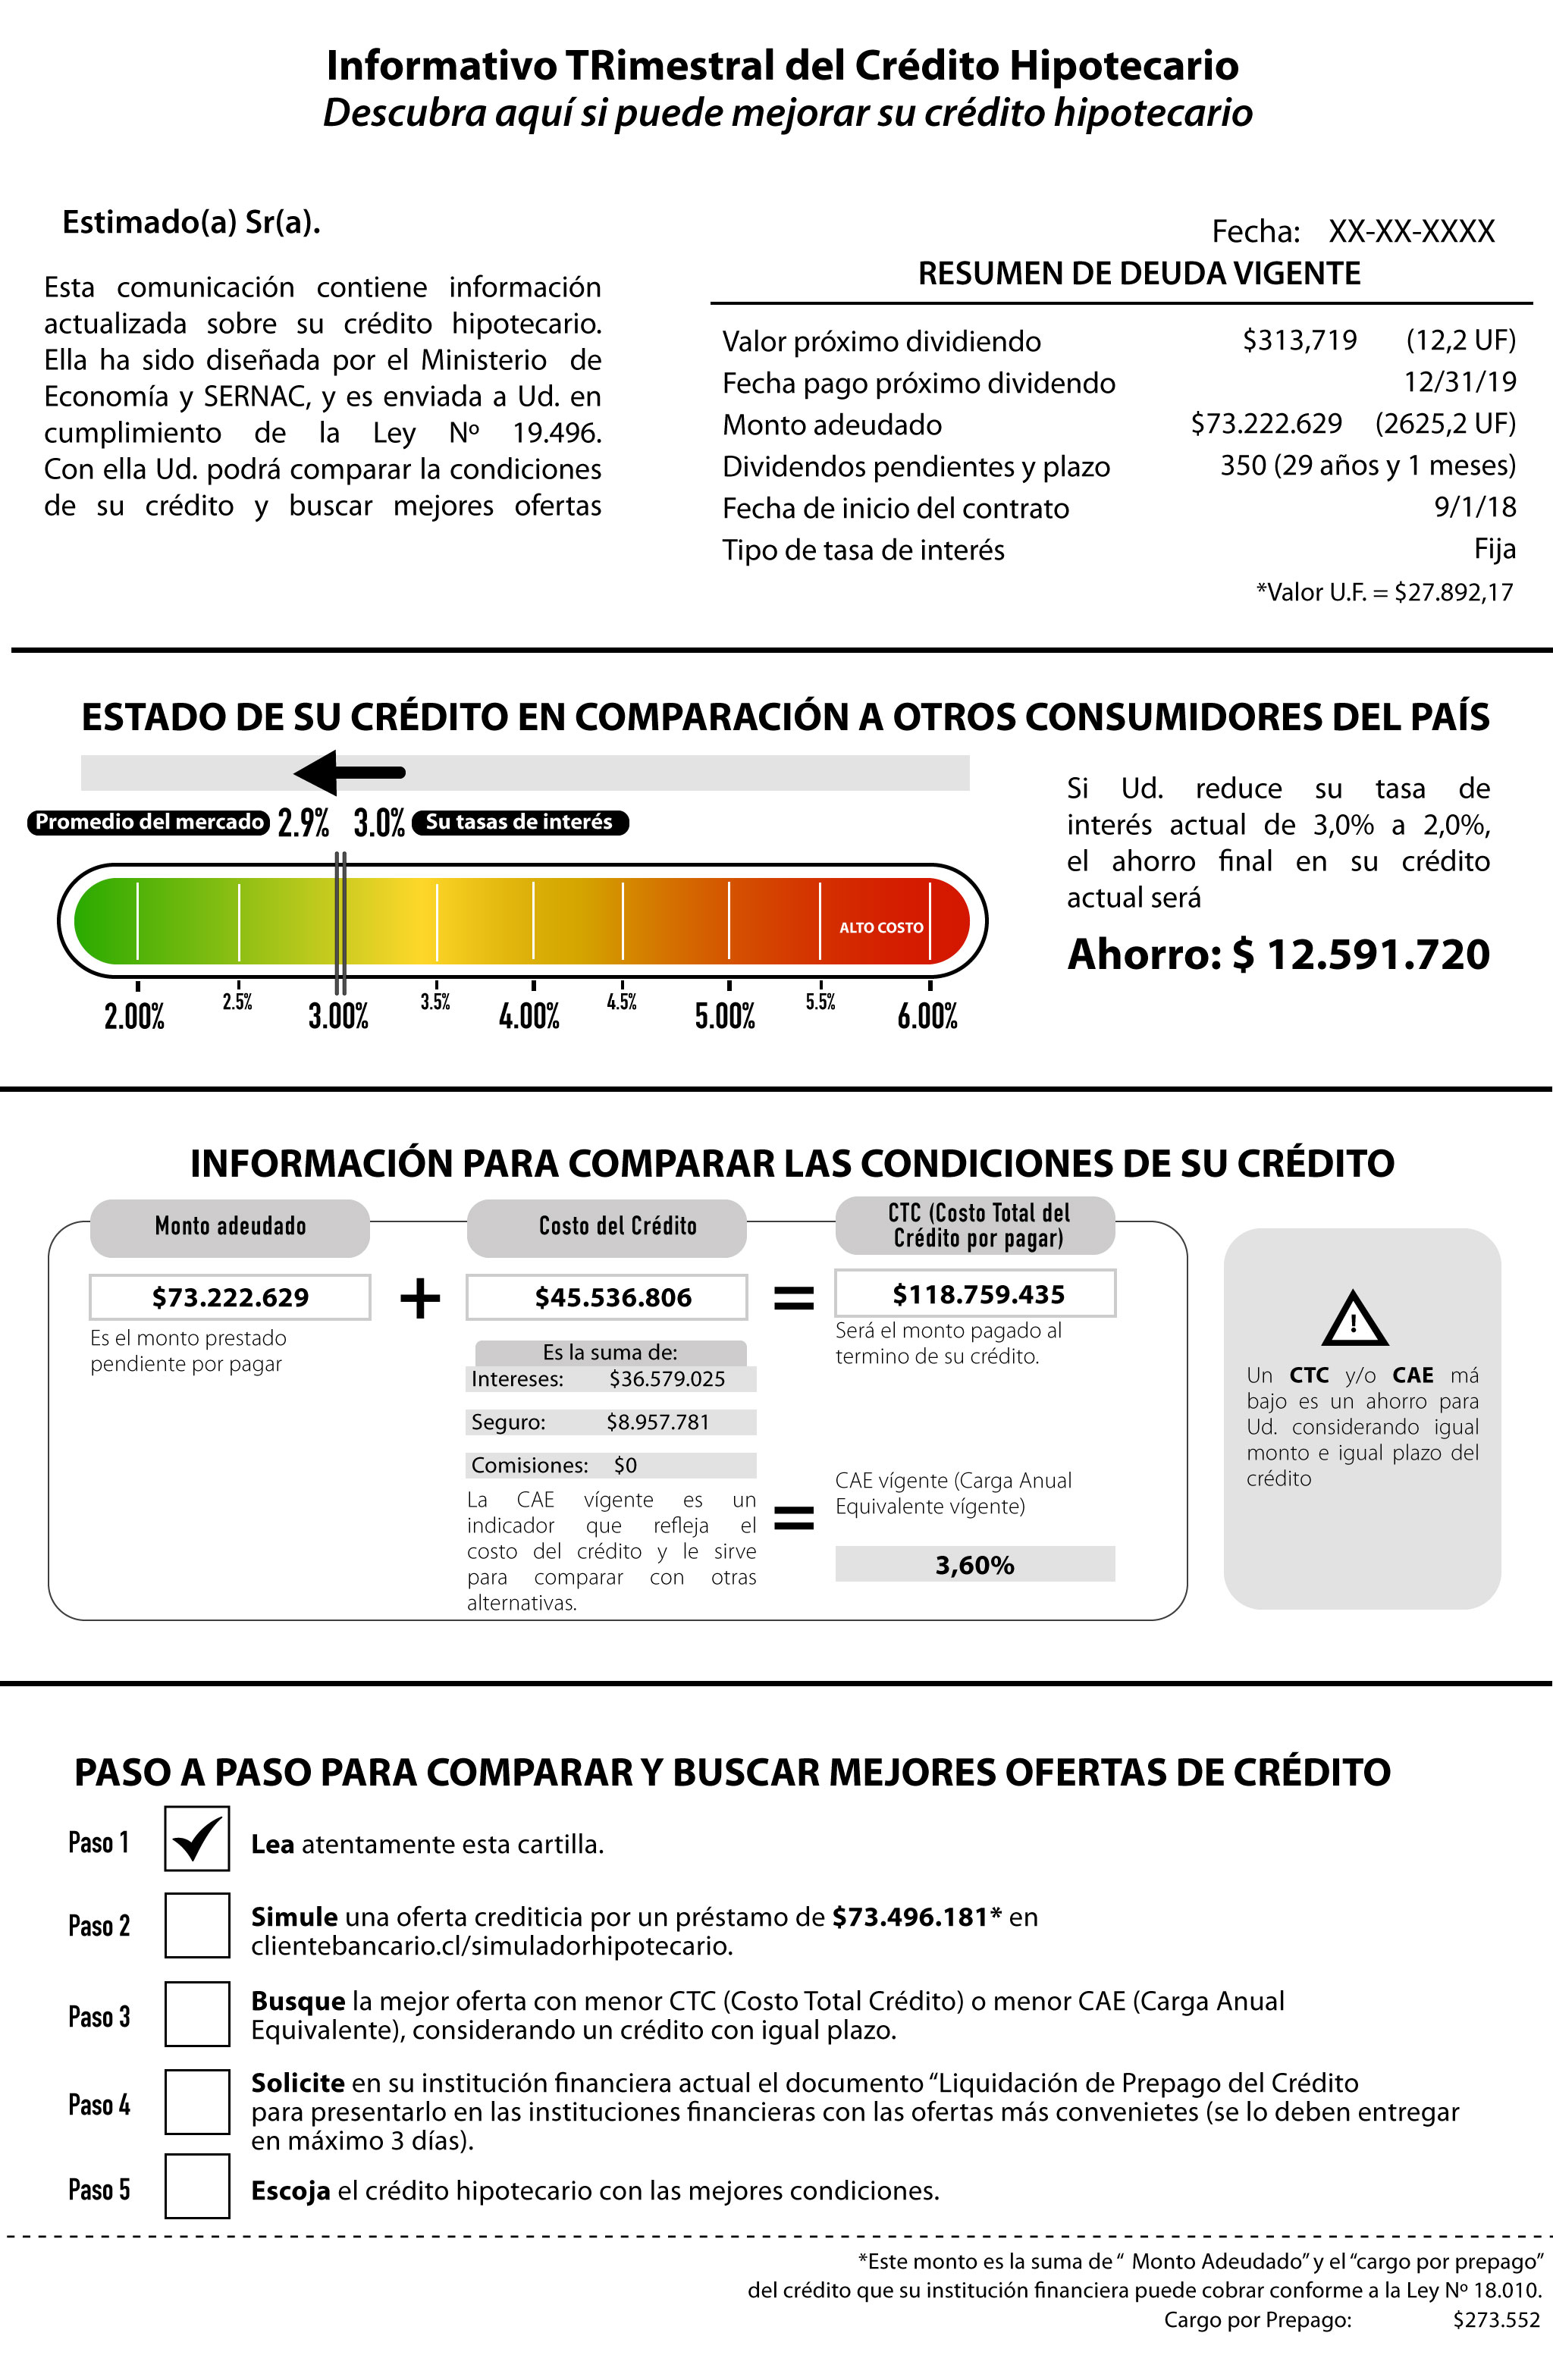 Informativo TRimestral del Crédito Hipotecario
Descubra aquí si puede mejorar su crédito hipotecario
Estimado(a) Sr(a).
Esta comunicación contiene información
actualizada sobre su crédito hipotecario.
Ella ha sido diseñada por el Ministerio de
Economía y SERNAC, y es enviada a Ud. en
cumplimiento de la Ley Nº 19.496.
Con ella Ud. podrá comparar la condiciones
de su crédito y buscar mejores ofertas
Fecha: XX-XX-XXXX
RESUMEN DE DEUDA VIGENTE
Valor próximo dividiendo $313,719 (12,2 UF)
Fecha pago próximo dividendo 12/31/19
Monto adeudado $73.222.629 (2625,2 UF)
Dividendos pendientes y plazo 350 (29 años y 1 meses)
Fecha de inicio del contrato 9/1/18
Tipo de tasa de interés Fija
*Valor U.F. = $27.892,17
ESTADO DE SU CRÉDITO EN COMPARACIÓN A OTROS CONSUMIDORES DEL PAÍS
Promedio del mercado 2.9% 3.0% Su tasas de interés
ALTO COSTO
2.00% 2.5% 3.00% 3.5% 4.00% 4.5% 5.00% 5.5% 6.00%
Si Ud. reduce su tasa de
interés actual de 3,0% a 2,0%,
el ahorro final en su crédito
actual será
Ahorro: $ 12.591.720
INFORMACIÓN PARA COMPARAR LAS CONDICIONES DE SU CRÉDITO
Monto adeudado
$73.222.629
Es el monto prestado
pendiente por pagar
+
Costo del Crédito
$45.536.806
Es la suma de:
Intereses: $36.579.025
Seguro: $8.957.781
Comisiones: $0
La CAE vígente es un
indicador que refleja el
costo del crédito y le sirve
para comparar con otras
alternativas.
=
CTC (Costo Total del
Crédito por pagar)
$118.759.435
Será el monto pagado al
termino de su crédito.
=
CAE vígente (Carga Anual
Equivalente vígente)
3,60%
!
Un CTC y/o CAE má
bajo es un ahorro para
Ud. considerando igual
monto e igual plazo del
crédito
PASO A PASO PARA COMPARAR Y BUSCAR MEJORES OFERTAS DE CRÉDITO
Paso 1 Lea atentamente esta cartilla.
Paso 2 Simule una oferta crediticia por un préstamo de $73.496.181* en
clientebancario.cl/simuladorhipotecario.
Paso 3 Busque la mejor oferta con menor CTC (Costo Total Crédito) o menor CAE (Carga Anual
Equivalente), considerando un crédito con igual plazo.
Paso 4 Solicite en su institución financiera actual el documento “Liquidación de Prepago del Crédito
para presentarlo en las instituciones financieras con las ofertas más convenietes (se lo deben entregar
en máximo 3 días).
Paso 5 Escoja el crédito hipotecario con las mejores condiciones.
*Este monto es la suma de “ Monto Adeudado” y el “cargo por prepago”
del crédito que su institución financiera puede cobrar conforme a la Ley Nº 18.010.
Cargo por Prepago: $273.552